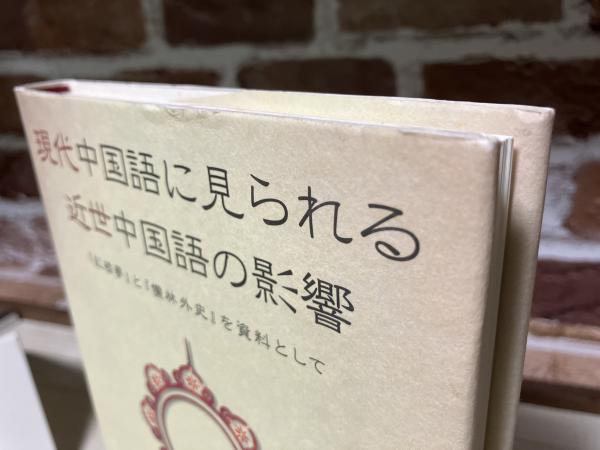 現代中国語に見られる
近世中国語の影響
『紅楼夢』と『儒林外史』を資料として